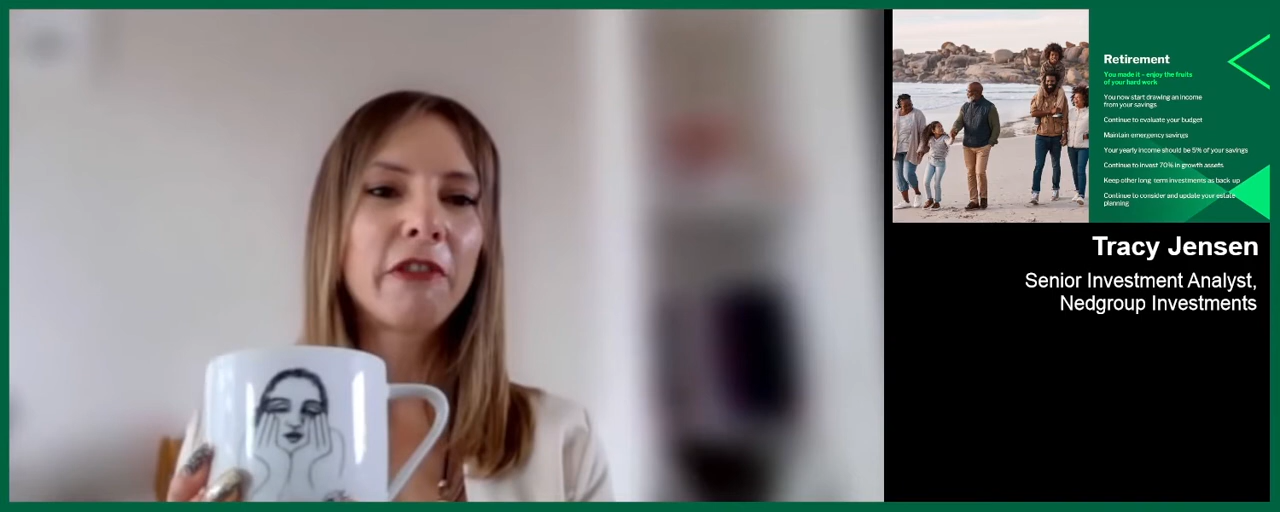 Retirement
You made it – enjoy the fruits
of your hard work
You now start drawing an income
from your savings
Continue to evaluate your budget
Maintain emergency savings
Your yearly income should be 5% of your savings
Continue to invest 70% in growth assets
Keep other long-term investments as back up
Continue to consider and update your estate
planning
Tracy Jensen
Senior Investment Analyst,
Nedgroup Investments